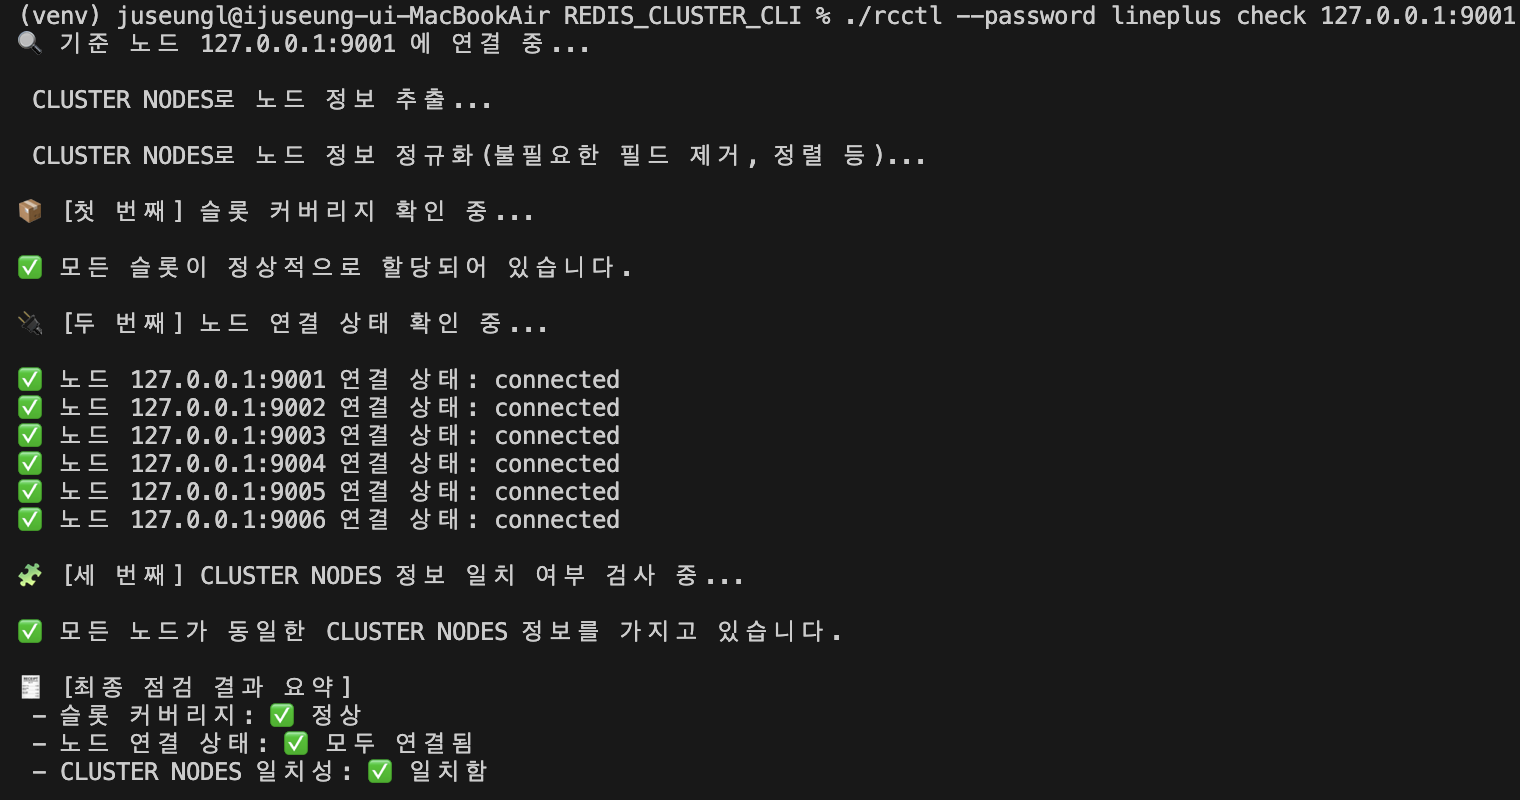 (venv) juseungl@ijuseung-ui-MacBookAir REDIS_CLUSTER_CLI % ./rcctl --password lineplus check 127.0.0.1:9001
🔍 기준 노드 127.0.0.1:9001 에 연결 중...
CLUSTER NODES로 노드 정보 추출...
CLUSTER NODES로 노드 정보 정규화(불필요한 필드 제거, 정렬 등)...
📦 [첫 번째] 슬롯 커버리지 확인 중...
✅ 모든 슬롯이 정상적으로 할당되어 있습니다.
🔌 [두 번째] 노드 연결 상태 확인 중...
✅ 노드 127.0.0.1:9001 연결 상태: connected
✅ 노드 127.0.0.1:9002 연결 상태: connected
✅ 노드 127.0.0.1:9003 연결 상태: connected
✅ 노드 127.0.0.1:9004 연결 상태: connected
✅ 노드 127.0.0.1:9005 연결 상태: connected
✅ 노드 127.0.0.1:9006 연결 상태: connected
🧩 [세 번째] CLUSTER NODES 정보 일치 여부 검사 중...
✅ 모든 노드가 동일한 CLUSTER NODES 정보를 가지고 있습니다.
🧾 [최종 점검 결과 요약]
- 슬롯 커버리지: ✅ 정상
- 노드 연결 상태: ✅ 모두 연결됨
- CLUSTER NODES 일치성: ✅ 일치함